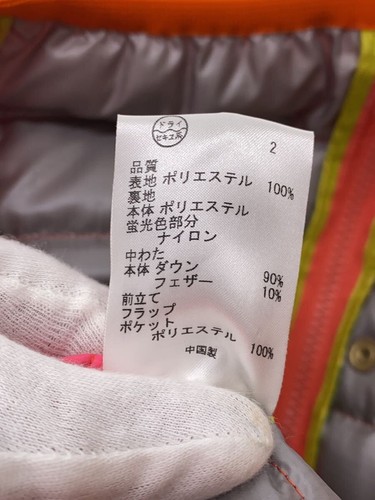 ドライ
セキユ系
2
品質
表地 ポリエステル 100%
裏地
本体 ポリエステル
蛍光色部分
ナイロン
中わた
本体 ダウン 90%
フェザー 10%
前立て
フラップ
ポケット
ポリエステル 100%
中国製